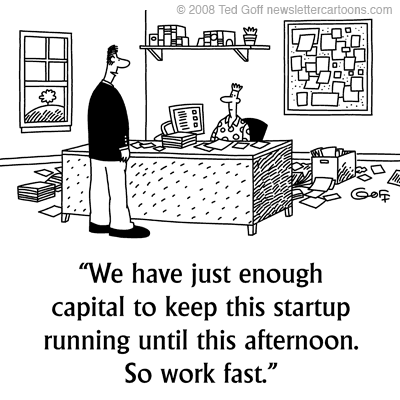 © 2008 Ted Goff newslettercartoons.com
GOFF
“We have just enough
capital to keep this startup
running until this afternoon.
So work fast.”